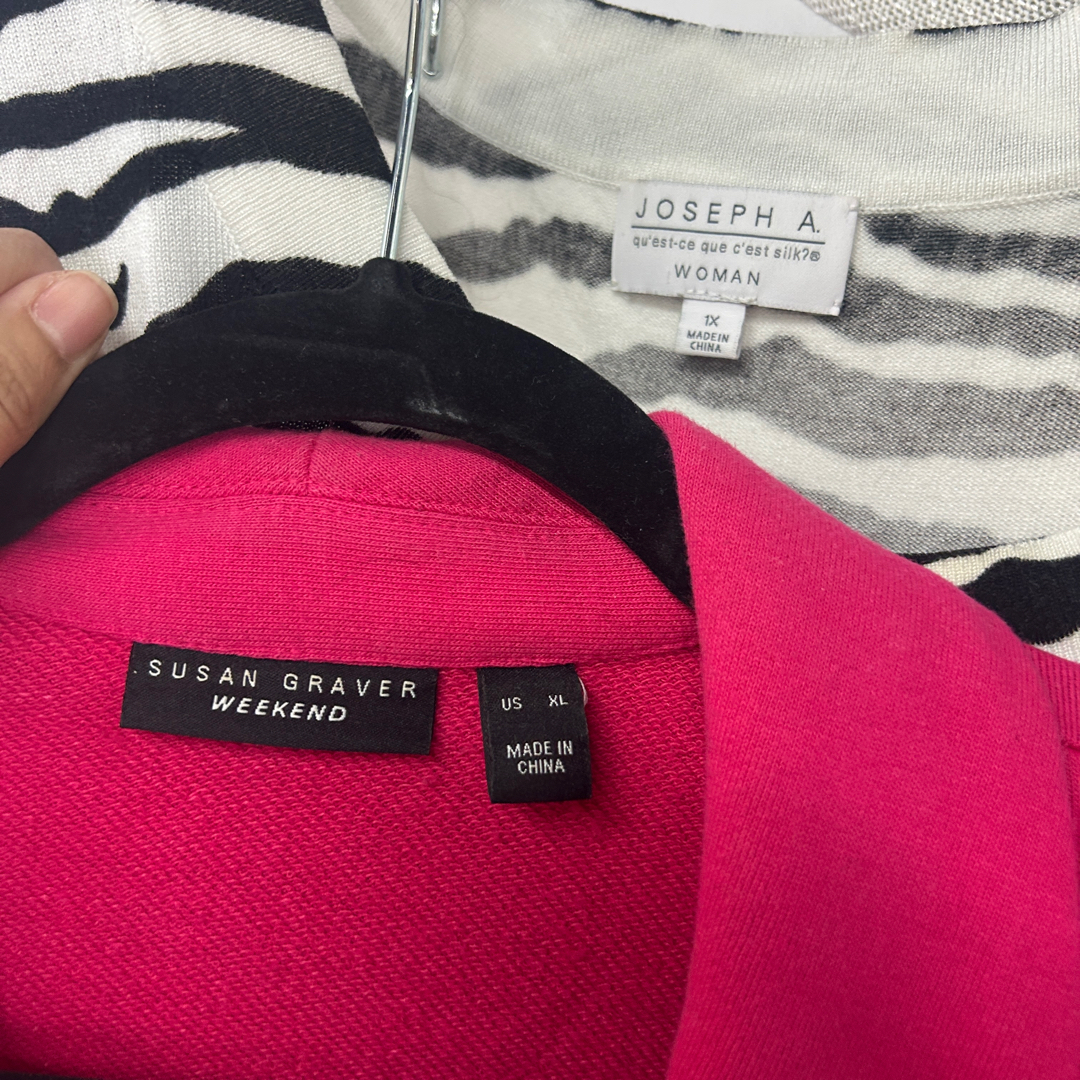 JOSEPH A.
qu'est-ce que c'est silk?®
WOMAN
1X
MADE IN
CHINA
SUSAN GRAVER
WEEKEND
US XL
MADE IN
CHINA